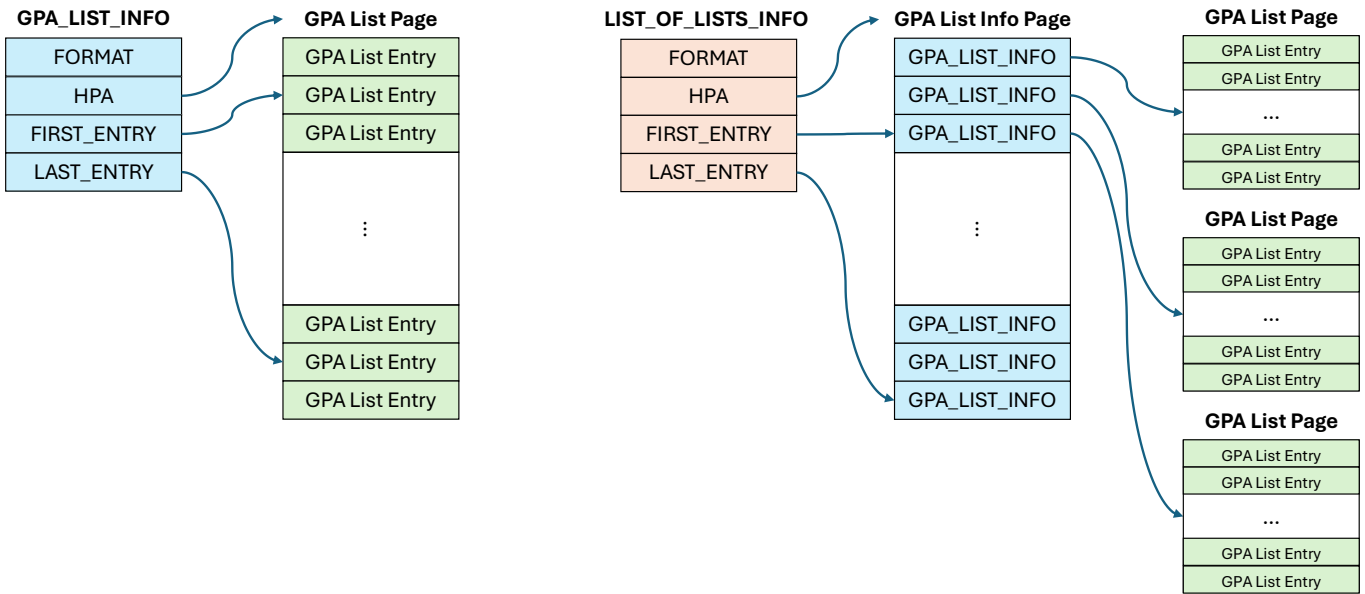 GPA_LIST_INFO
FORMAT
HPA
FIRST_ENTRY
LAST_ENTRY
GPA List Page
GPA List Entry
GPA List Entry
GPA List Entry
⋮
GPA List Entry
GPA List Entry
GPA List Entry
LIST_OF_LISTS_INFO
FORMAT
HPA
FIRST_ENTRY
LAST_ENTRY
GPA List Info Page
GPA_LIST_INFO
GPA_LIST_INFO
GPA_LIST_INFO
⋮
GPA_LIST_INFO
GPA_LIST_INFO
GPA_LIST_INFO
GPA List Page
GPA List Entry
GPA List Entry
...
GPA List Entry
GPA List Entry
GPA List Page
GPA List Entry
GPA List Entry
...
GPA List Entry
GPA List Entry
GPA List Page
GPA List Entry
GPA List Entry
...
GPA List Entry
GPA List Entry